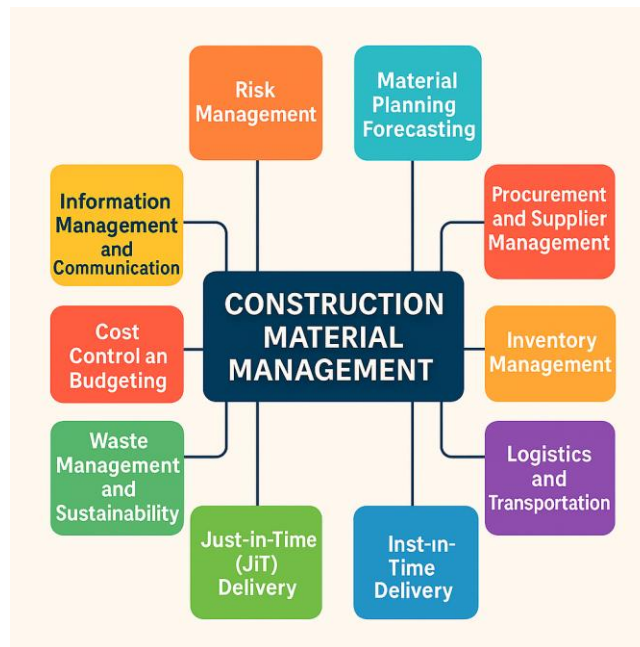 Risk
Management
Material
Planning
Forecasting
Information
Management
and
Communication
Procurement
and Supplier
Management
CONSTRUCTION
MATERIAL
MANAGEMENT
Cost
Control an
Budgeting
Inventory
Management
Waste
Management
and
Sustainability
Logistics
and
Transportation
Just-in-Time
(JiT)
Delivery
Inst-ın-
Time
Delivery